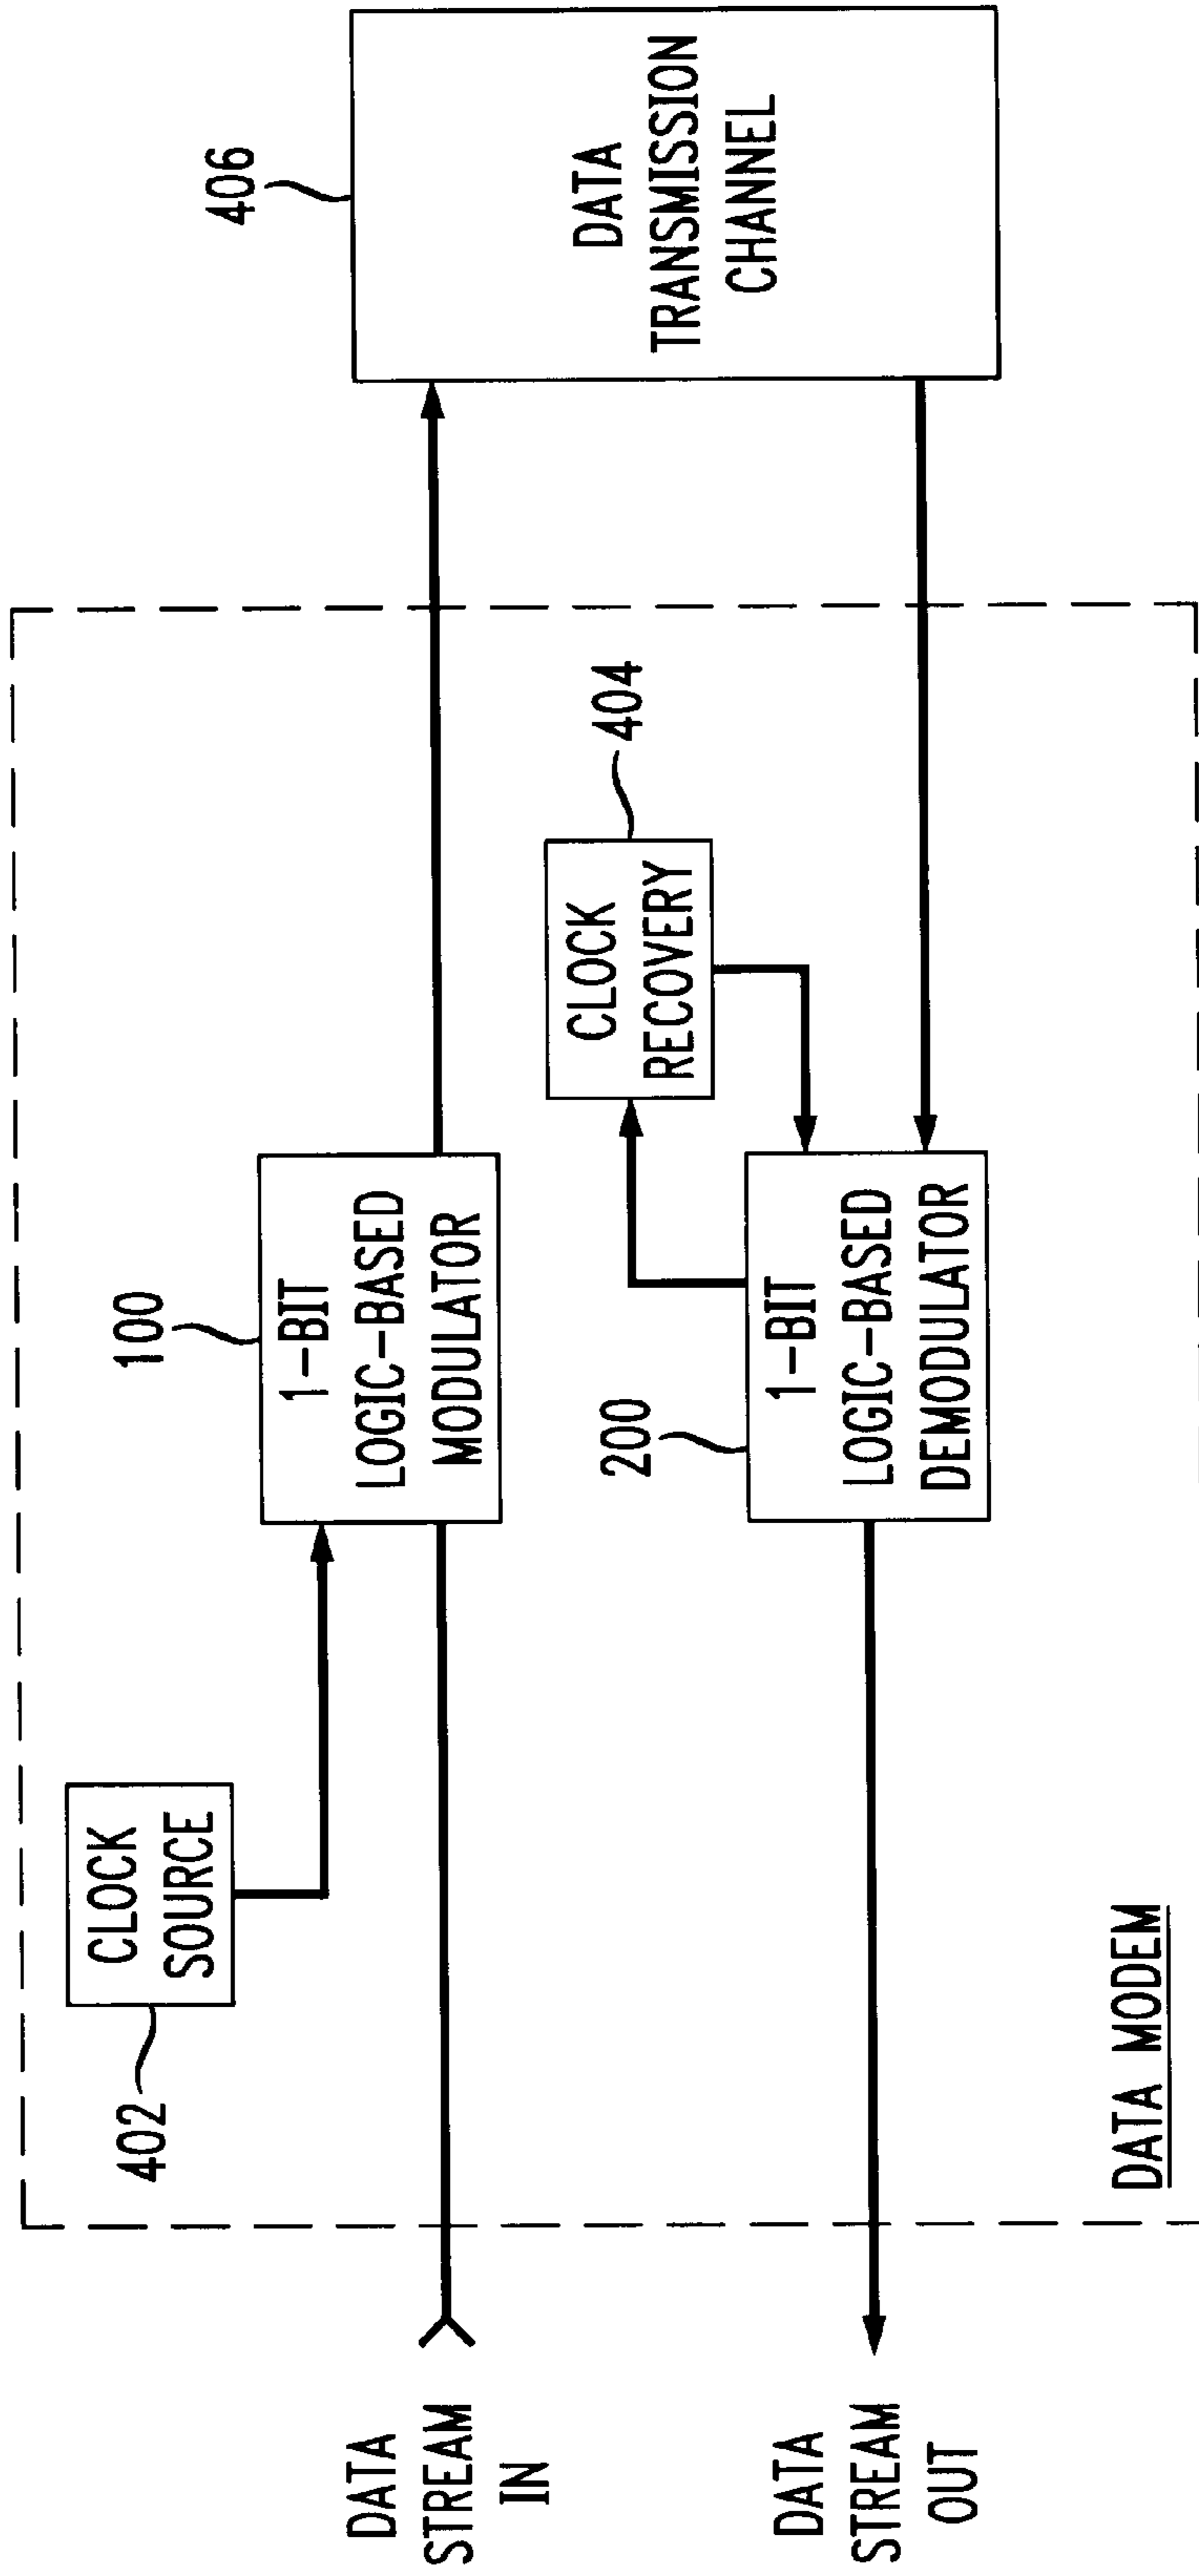 402
CLOCK
SOURCE
100
1-BIT
LOGIC-BASED
MODULATOR
406
DATA
TRANSMISSION
CHANNEL
DATA
STREAM
IN
404
CLOCK
RECOVERY
200
1-BIT
LOGIC-BASED
DEMODULATOR
DATA
STREAM
OUT
DATA MODEM